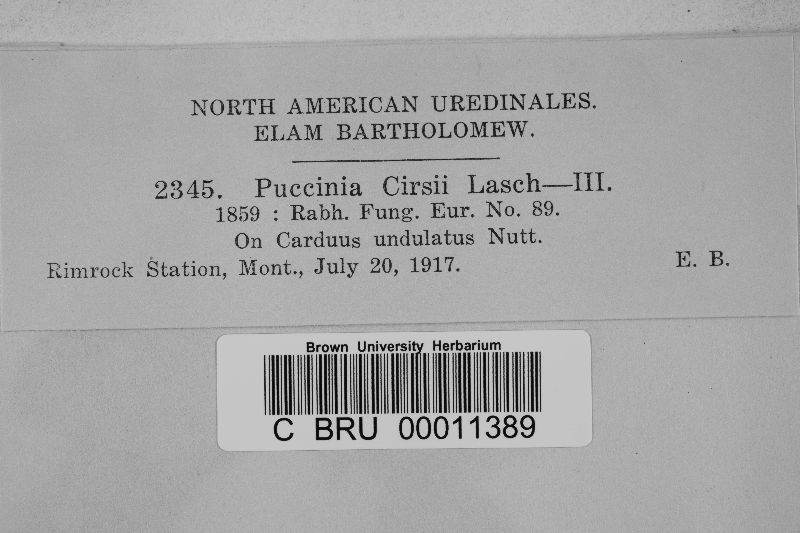 NORTH AMERICAN UREDINALES.
ELAM BARTHOLOMEW.
2345. Puccinia Cirsii Lasch—III.
1859 : Rabh. Fung. Eur. No. 89.
On Carduus undulatus Nutt.
Rimrock Station, Mont., July 20, 1917. E. B.
Brown University Herbarium
C BRU 00011389